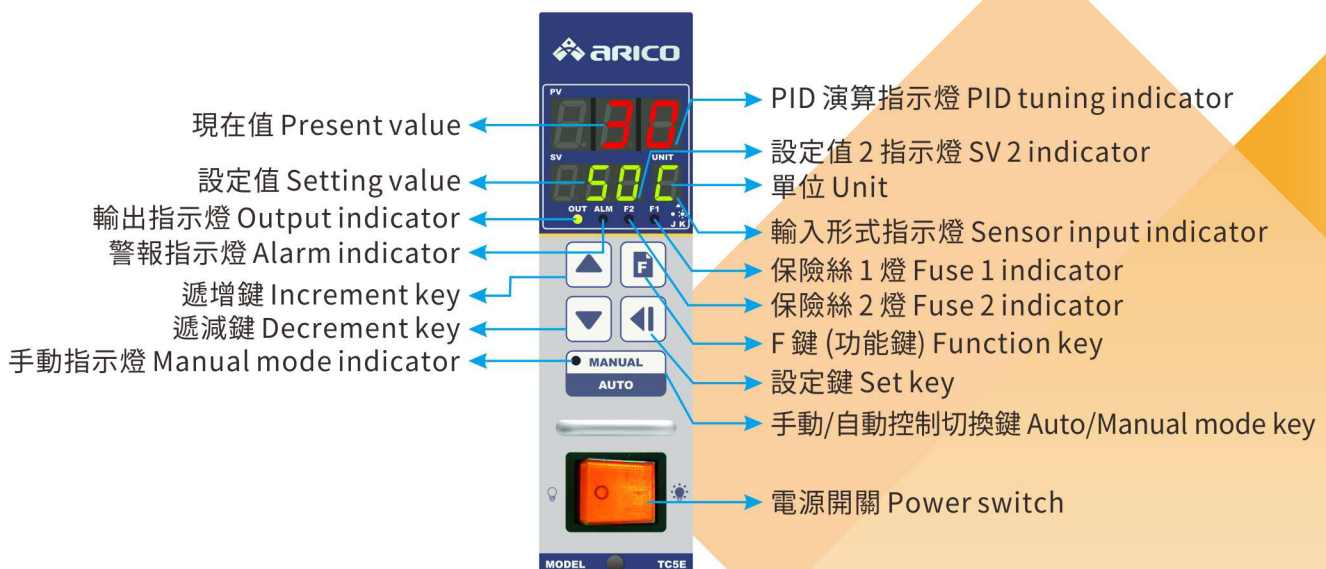 ARICO
PV
30
SV
UNIT
50C
OUT ALM F2 F1
J K
F
MANUAL
AUTO
MODEL TC5E
現在值 Present value
設定值 Setting value
輸出指示燈 Output indicator
警報指示燈 Alarm indicator
遞增鍵 Increment key
遞減鍵 Decrement key
手動指示燈 Manual mode indicator
PID 演算指示燈 PID tuning indicator
設定值 2 指示燈 SV 2 indicator
單位 Unit
輸入形式指示燈 Sensor input indicator
保險絲 1 燈 Fuse 1 indicator
保險絲 2 燈 Fuse 2 indicator
F 鍵 (功能鍵) Function key
設定鍵 Set key
手動/自動控制切換鍵 Auto/Manual mode key
電源開關 Power switch